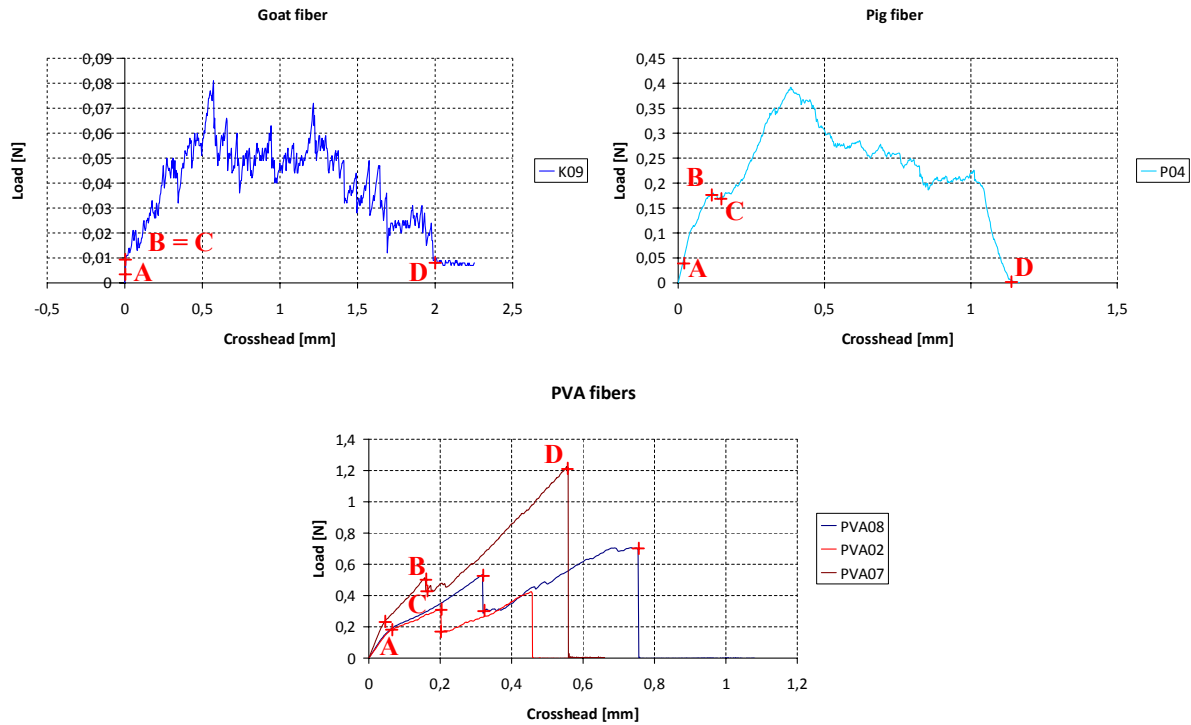 Goat fiber
0,09
0,08
0,07
0,06
0,05
0,04
0,03
0,02
0,01
0
-0,5 0 0,5 1 1,5 2 2,5
Load [N]
Crosshead [mm]
B = C
A
D
K09
Pig fiber
0,45
0,4
0,35
0,3
0,25
0,2
0,15
0,1
0,05
0
0 0,5 1 1,5
Load [N]
Crosshead [mm]
B
C
A
D
P04
PVA fibers
1,4
1,2
1
0,8
0,6
0,4
0,2
0
0 0,2 0,4 0,6 0,8 1 1,2
Load [N]
Crosshead [mm]
D
B
C
A
PVA08
PVA02
PVA07